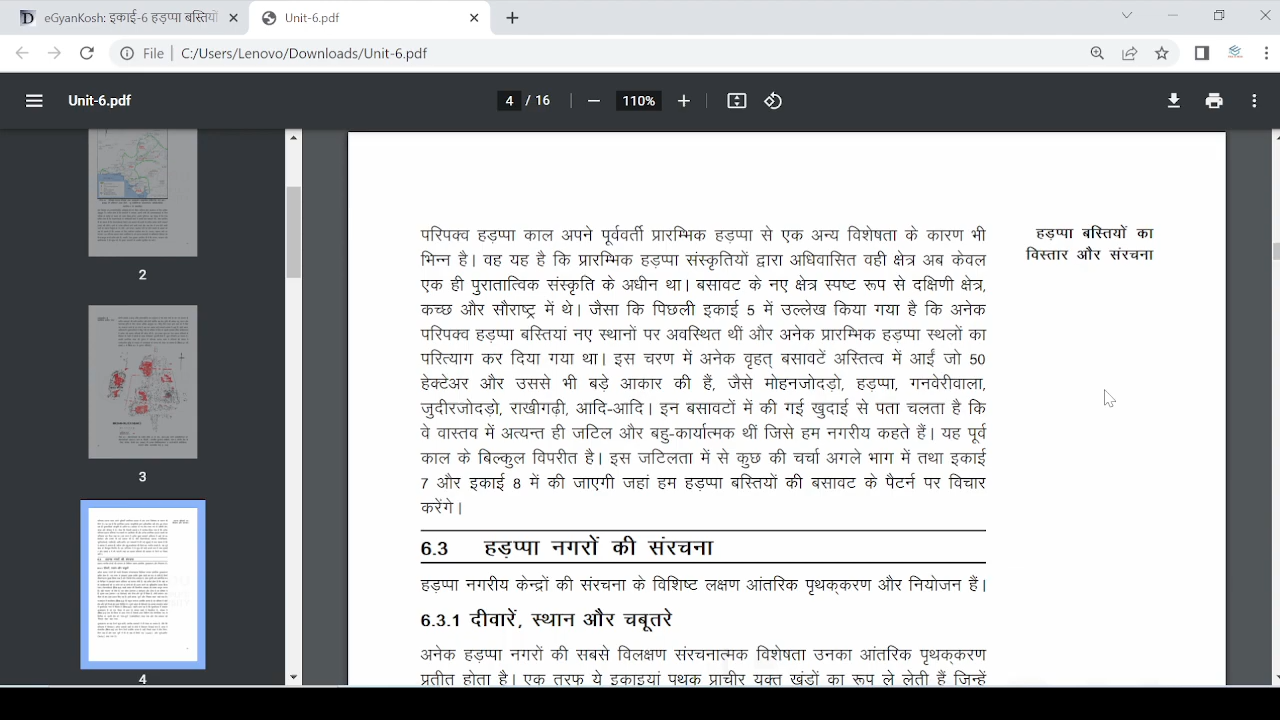 eGyanKosh: इकाई-6 हड़प्पा बस्तियों
Unit-6.pdf
File
C:/Users/Lenovo/Downloads/Unit-6.pdf
Unit-6.pdf
4 / 16
110%
2
3
4
हड़प्पा बस्तियों का
विस्तार और संरचना
परिपक्व हड़प्पा काल अपने पूर्ववर्ती प्रारम्भिक हड़प्पा से एक अन्य विशेषता के कारण भी
भिन्न है। वह यह है कि प्रारम्भिक हड़प्पा संस्कृतियों द्वारा अधिवासित वही क्षेत्र अब केवल
एक ही पुरातात्विक संस्कृति के अधीन था। बसावट के नए क्षेत्र स्पष्ट रूप से दक्षिणी क्षेत्र,
कच्छ और सौराष्ट्र में थे। जैसा कि पिछली इकाई 5 में उल्लेख किया गया है कि अनेक
परिपक्व हड़प्पा बस्तियां नए स्थानों पर अवस्थित थीं और अनेक प्रारम्भिक हड़प्पा स्थलों का
परित्याग कर दिया गया था। इस चरण में अनेक वृहत् बसावटें अस्तित्व में आईं जो 50
हेक्टेअर और उससे भी बड़े आकार की हैं, जैसे मोहनजोदड़ो, हड़प्पा, गनवेरीवाला,
जुदीरजोदड़ो, राखीगढ़ी, आदि-आदि। इन बसावटों में की गई खुदाई से पता चलता है कि
वे वास्तव में अत्यन्त ही जटिल और बहु-कार्यात्मक थीं जिसे हम नगरीय कहते हैं। यह पूर्व
काल के बिल्कुल विपरीत है। इस जटिलता में से कुछ की चर्चा अगले भाग में तथा इकाई
7 और इकाई 8 में की जाएगी जहां हम हड़प्पा बस्तियों की बसावट के पैटर्न पर विचार
करेंगे।
6.3 हड़प्पा नगरों की संरचना
हड़प्पा नगरीय केन्द्रों की संरचना के विशिष्ट लक्षण आंतरिक पृथक्करण और नियोजन हैं।
6.3.1 दीवारें, स्थान और चबूतरे
अनेक हड़प्पा नगरों की सबसे विलक्षण संरचनात्मक विशेषता उनका आंतरिक पृथक्करण
प्रतीत होता है। एक तरफ ये इकाइयां पृथक प्राचीर युक्त खंडों का रूप ले लेती हैं जिन्हें